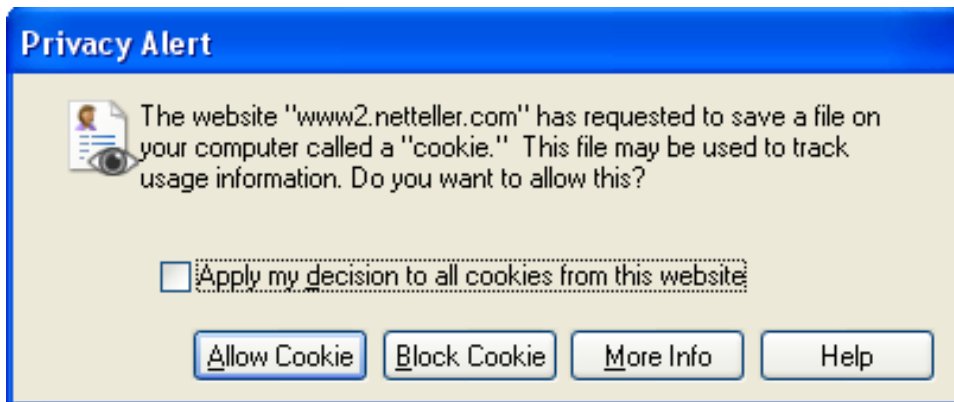 Privacy Alert
The website "www2.netteller.com" has requested to save a file on
your computer called a "cookie."  This file may be used to track
usage information. Do you want to allow this?
Apply my decision to all cookies from this website
Allow Cookie
Block Cookie
More Info
Help